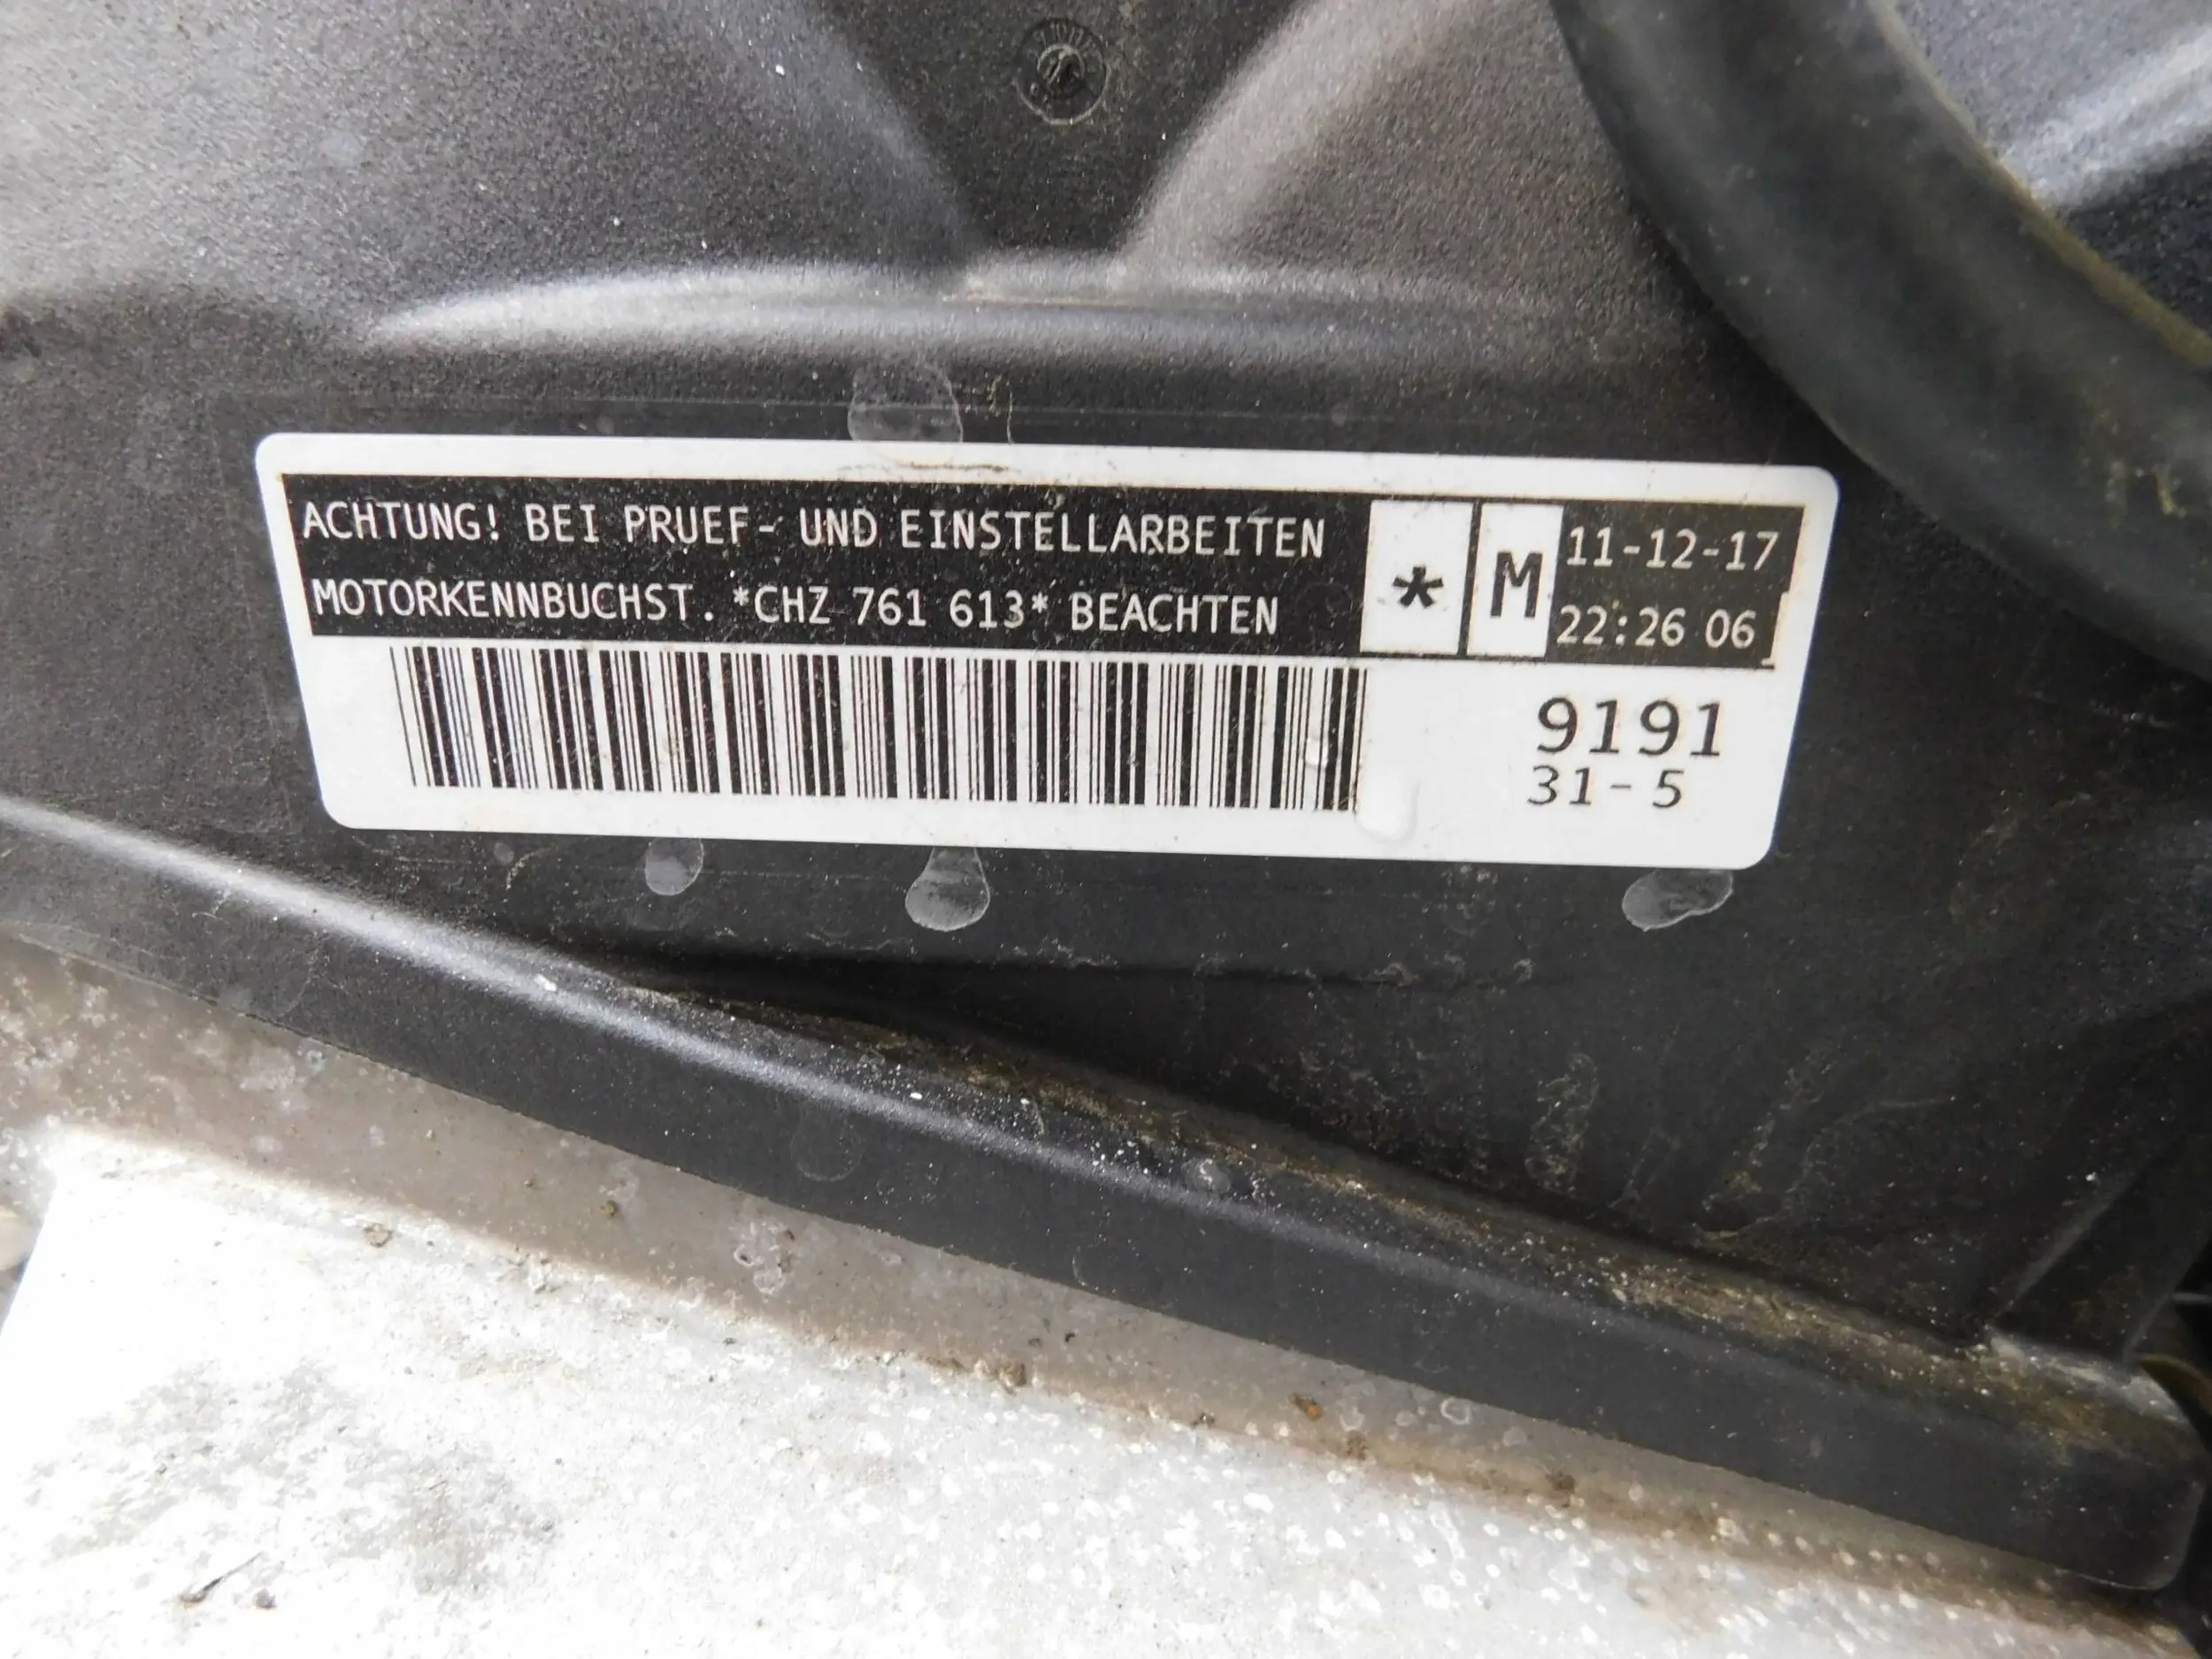 ACHTUNG! BEI PRUEF- UND EINSTELLARBEITEN
MOTORKENNBUCHST. *CHZ 761 613* BEACHTEN
*
M
11-12-17
22:26 06
9191
31-5